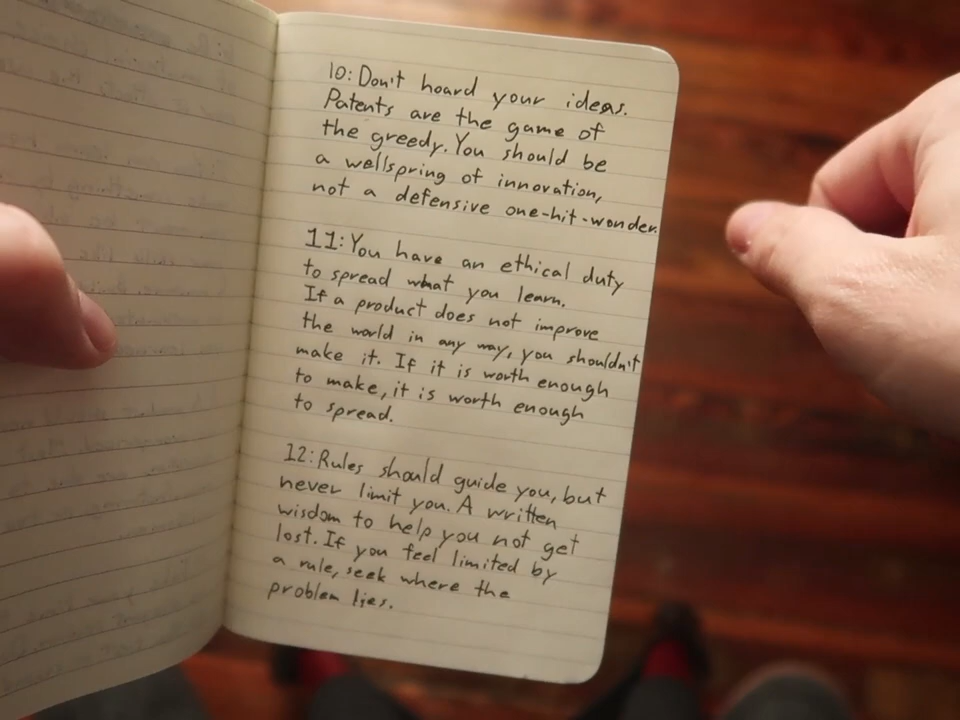 10: Don't hoard your ideas.
Patents are the game of
the greedy. You should be
a wellspring of innovation,
not a defensive one-hit-wonder.
11: You have an ethical duty
to spread what you learn.
If a product does not improve
the world in any way, you shouldn't
make it. If it is worth enough
to make, it is worth enough
to spread.
12: Rules should guide you, but
never limit you. A written
wisdom to help you not get
lost. If you feel limited by
a rule, seek where the
problem lies.